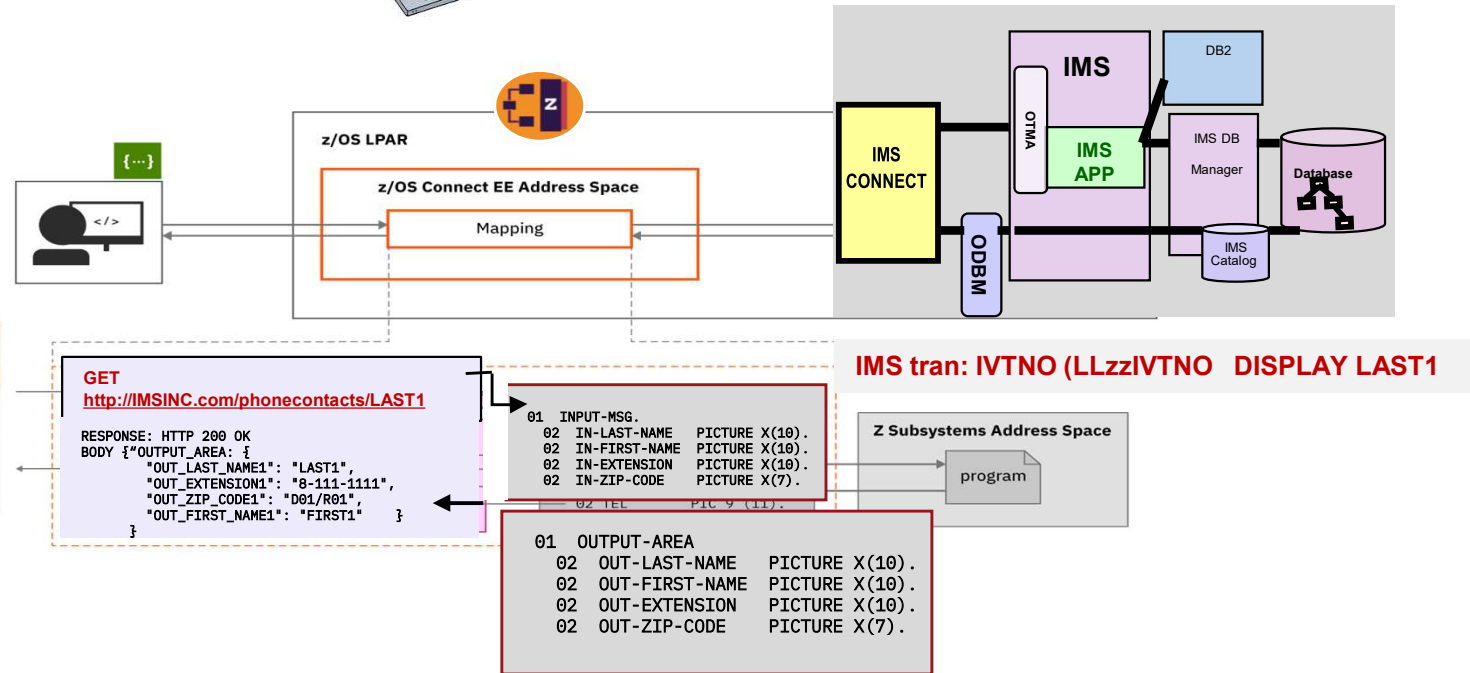 z/OS LPAR
Z
{...}
</>
z/OS Connect EE Address Space
Mapping
IMS
CONNECT
IMS
OTMA
IMS
APP
ODBM
DB2
IMS DB
Manager
Database
IMS
Catalog
IMS tran: IVTNO (LLzzIVTNO   DISPLAY LAST1
GET
http://IMSINC.com/phonecontacts/LAST1
RESPONSE: HTTP 200 OK
BODY {“OUTPUT_AREA: {
"OUT_LAST_NAME1": "LAST1",
"OUT_EXTENSION1": "8-111-1111",
"OUT_ZIP_CODE1": "D01/R01",
"OUT_FIRST_NAME1": "FIRST1"    }
}
01  INPUT-MSG.
02  IN-LAST-NAME   PICTURE X(10).
02  IN-FIRST-NAME  PICTURE X(10).
02  IN-EXTENSION   PICTURE X(10).
02  IN-ZIP-CODE    PICTURE X(7).
02 TEL        PIC 9 (11).
01  OUTPUT-AREA
02  OUT-LAST-NAME   PICTURE X(10).
02  OUT-FIRST-NAME  PICTURE X(10).
02  OUT-EXTENSION   PICTURE X(10).
02  OUT-ZIP-CODE    PICTURE X(7).
Z Subsystems Address Space
program